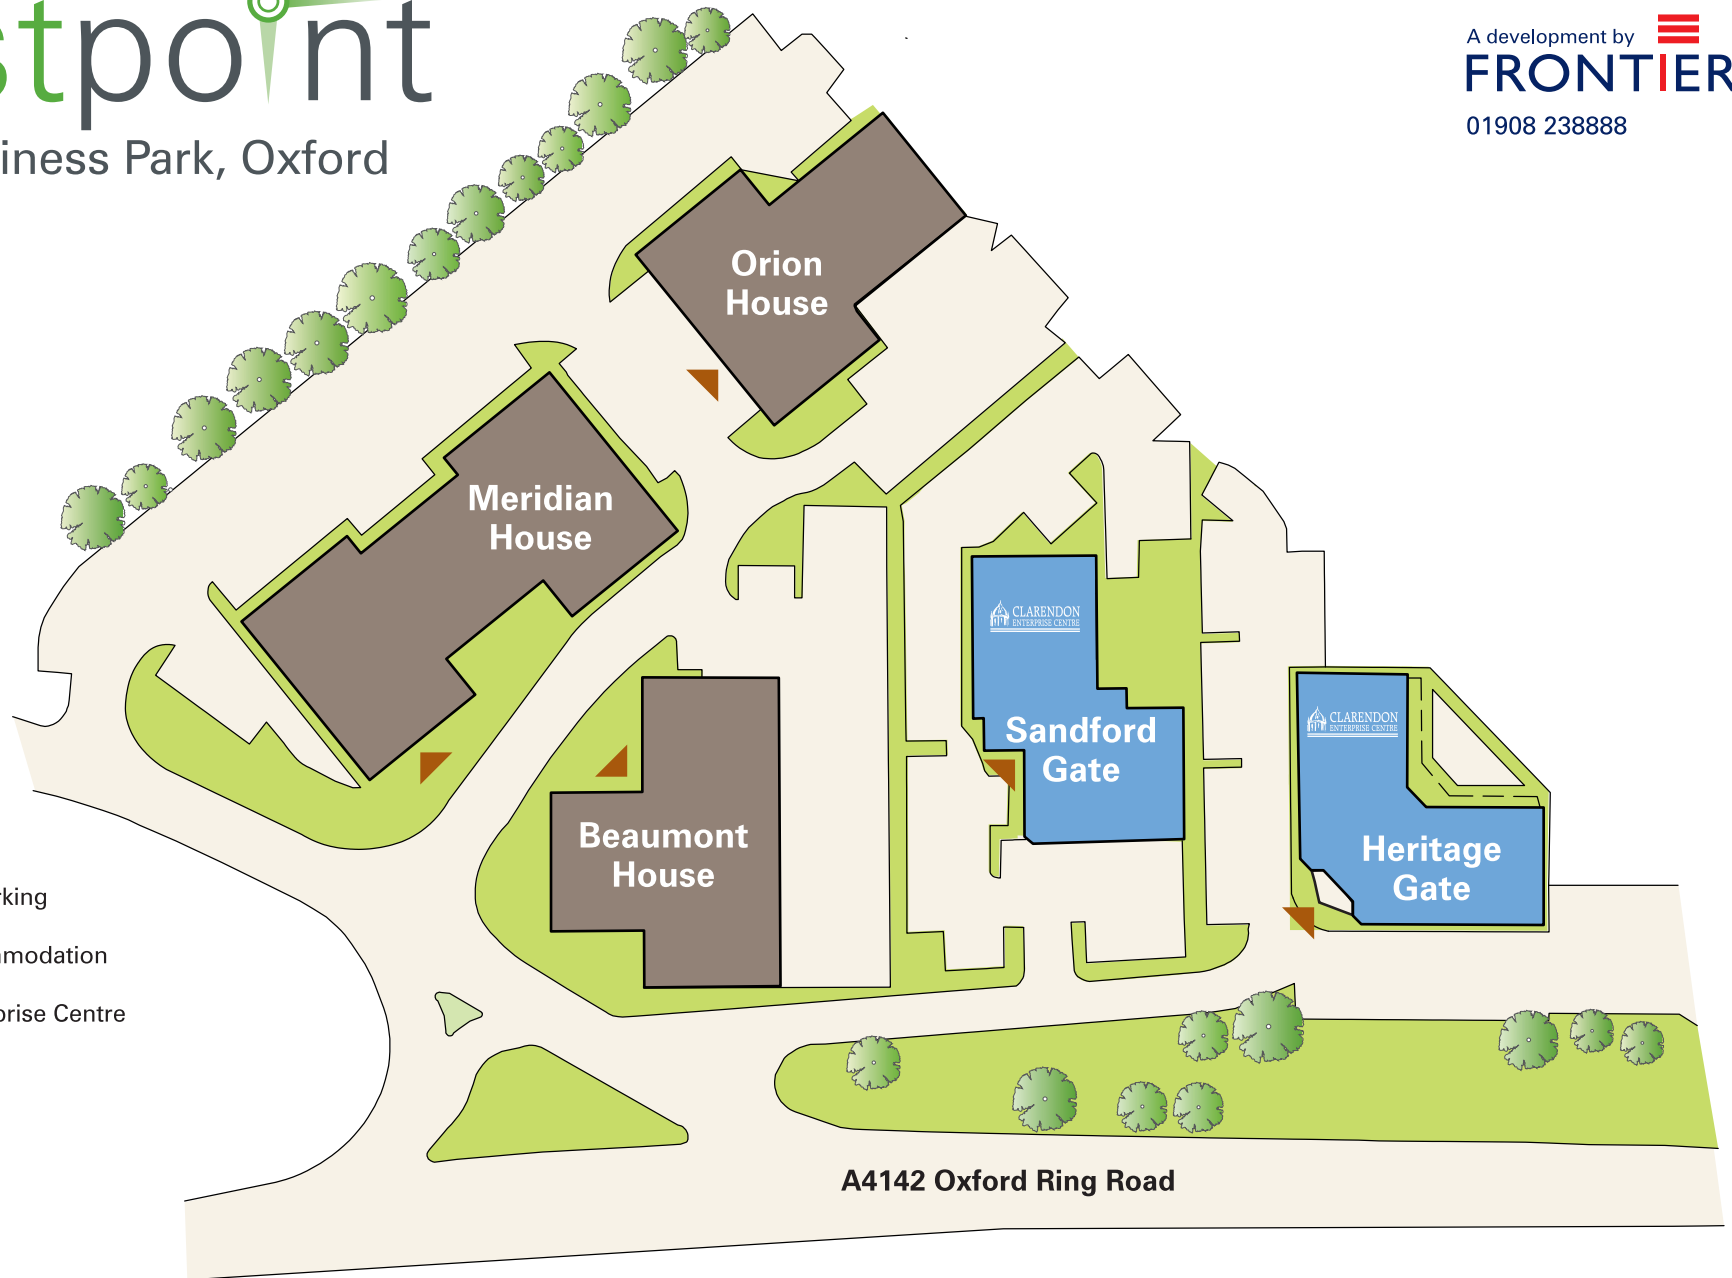 stpoint
iness Park, Oxford
A development by
FRONTIER
01908 238888
Orion
House
Meridian
House
CLARENDON
ENTERPRISE CENTRE
Sandford
Gate
CLARENDON
ENTERPRISE CENTRE
Heritage
Gate
Beaumont
House
rking
modation
prise Centre
A4142 Oxford Ring Road